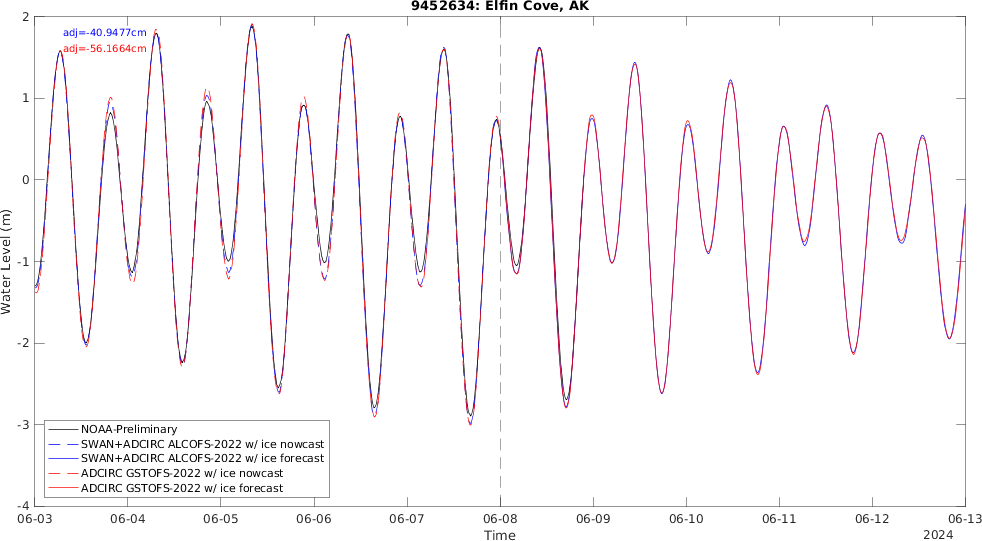 9452634: Elfin Cove, AK
adj=-40.9477cm
adj=-56.1664cm
2
1
0
-1
-2
-3
-4
Water Level (m)
NOAA-Preliminary
SWAN+ADCIRC ALCOFS-2022 w/ ice nowcast
SWAN+ADCIRC ALCOFS-2022 w/ ice forecast
ADCIRC GSTOFS-2022 w/ ice nowcast
ADCIRC GSTOFS-2022 w/ ice forecast
06-03 06-04 06-05 06-06 06-07 06-08 06-09 06-10 06-11 06-12 06-13
Time
2024